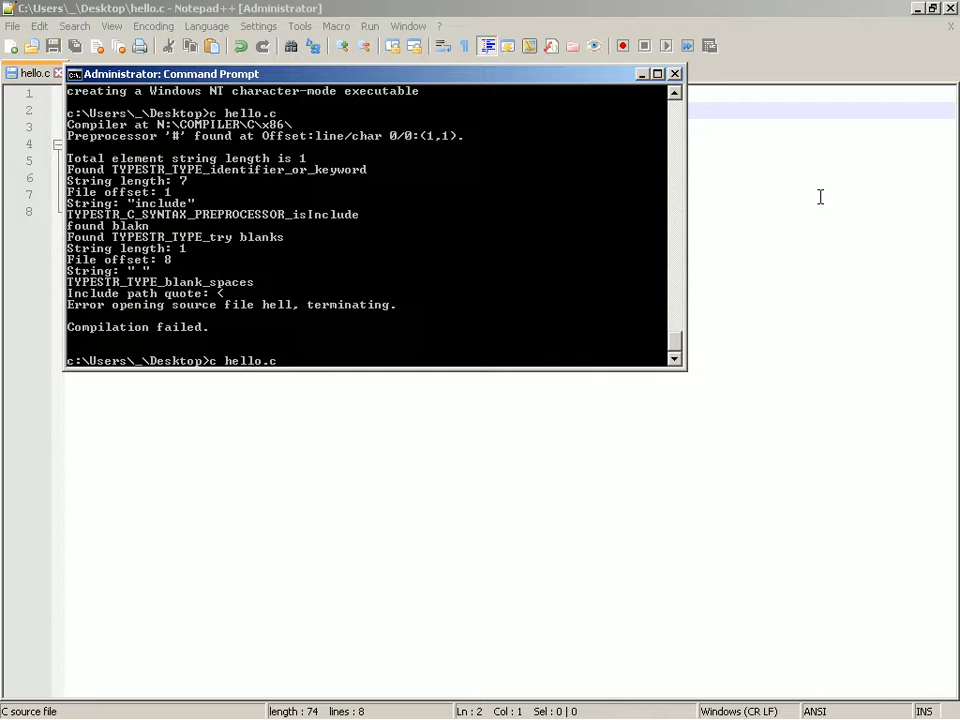 C:\Users\_\Desktop\hello.c - Notepad++ [Administrator]
File Edit Search View Encoding Language Settings Tools Macro Run Window ? X
hello.c
Administrator: Command Prompt
creating a Windows NT character-mode executable
c:\Users\_\Desktop>c hello.c
Compiler at N:\COMPILER\C\x86\
Preprocessor '#' found at Offset:line/char 0/0:(1,1).
Total element string length is 1
Found TYPESTR_TYPE_identifier_or_keyword
String length: 7
File offset: 1
String: "include"
TYPESTR_C_SYNTAX_PREPROCESSOR_isInclude
found blakn
Found TYPESTR_TYPE_try blanks
String length: 1
File offset: 8
String: " "
TYPESTR_TYPE_blank_spaces
Include path quote: <
Error opening source file hell, terminating.
Compilation failed.
c:\Users\_\Desktop>c hello.c
1
2
3
4
5
6
7
8
C source file length : 74 lines : 8 Ln : 2 Col : 1 Sel : 0 | 0 Windows (CR LF) ANSI INS